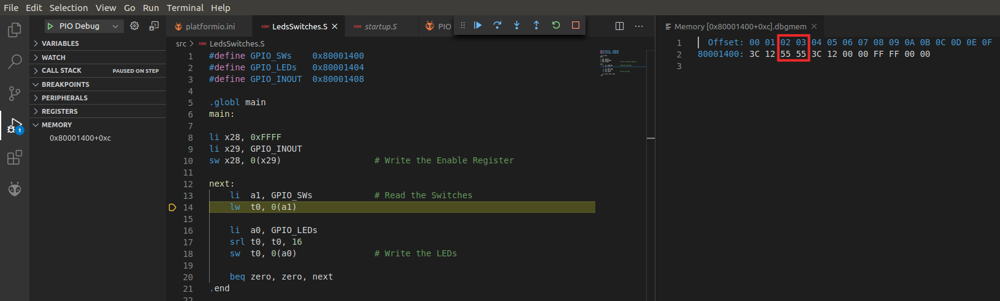 File Edit Selection View Go Run Terminal Help
PIO Debug
VARIABLES
WATCH
CALL STACK PAUSED ON STEP
BREAKPOINTS
PERIPHERALS
REGISTERS
MEMORY
0x80001400+0xc
1
platformio.ini
ASM LedsSwitches.S
ASM startup.S
PIO
src > ASM LedsSwitches.S
1 #define GPIO_SWs 0x80001400
2 #define GPIO_LEDs 0x80001404
3 #define GPIO_INOUT 0x80001408
4
5 .globl main
6 main:
7
8 li x28, 0xFFFF
9 li x29, GPIO_INOUT
10 sw x28, 0(x29) # Write the Enable Register
11
12 next:
13 li a1, GPIO_SWs # Read the Switches
14 lw t0, 0(a1)
15
16 li a0, GPIO_LEDs
17 srl t0, t0, 16
18 sw t0, 0(a0) # Write the LEDs
19
20 beq zero, zero, next
21 .end
22
Memory [0x80001400+0xc].dbgmem
1 Offset: 00 01 02 03 04 05 06 07 08 09 0A 0B 0C 0D 0E 0F
2 80001400: 3C 12 55 55 3C 12 00 00 FF FF 00 00
3